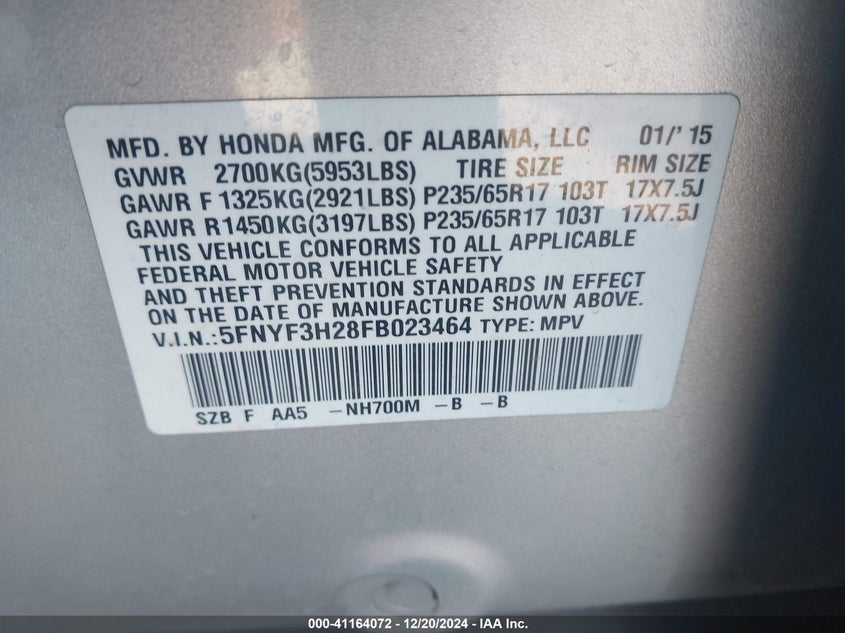 MFD. BY HONDA MFG. OF ALABAMA, LLC 01/' 15
GVWR 2700KG(5953LBS) TIRE SIZE RIM SIZE
GAWR F 1325KG(2921LBS) P235/65R17 103T 17X7.5J
GAWR R1450KG(3197LBS) P235/65R17 103T 17X7.5J
THIS VEHICLE CONFORMS TO ALL APPLICABLE
FEDERAL MOTOR VEHICLE SAFETY
AND THEFT PREVENTION STANDARDS IN EFFECT
ON THE DATE OF MANUFACTURE SHOWN ABOVE.
V.I.N.:5FNYF3H28FB023464 TYPE: MPV
SZB F AA5 -NH700M -B -B
000-41164072 - 12/20/2024 - IAA Inc.